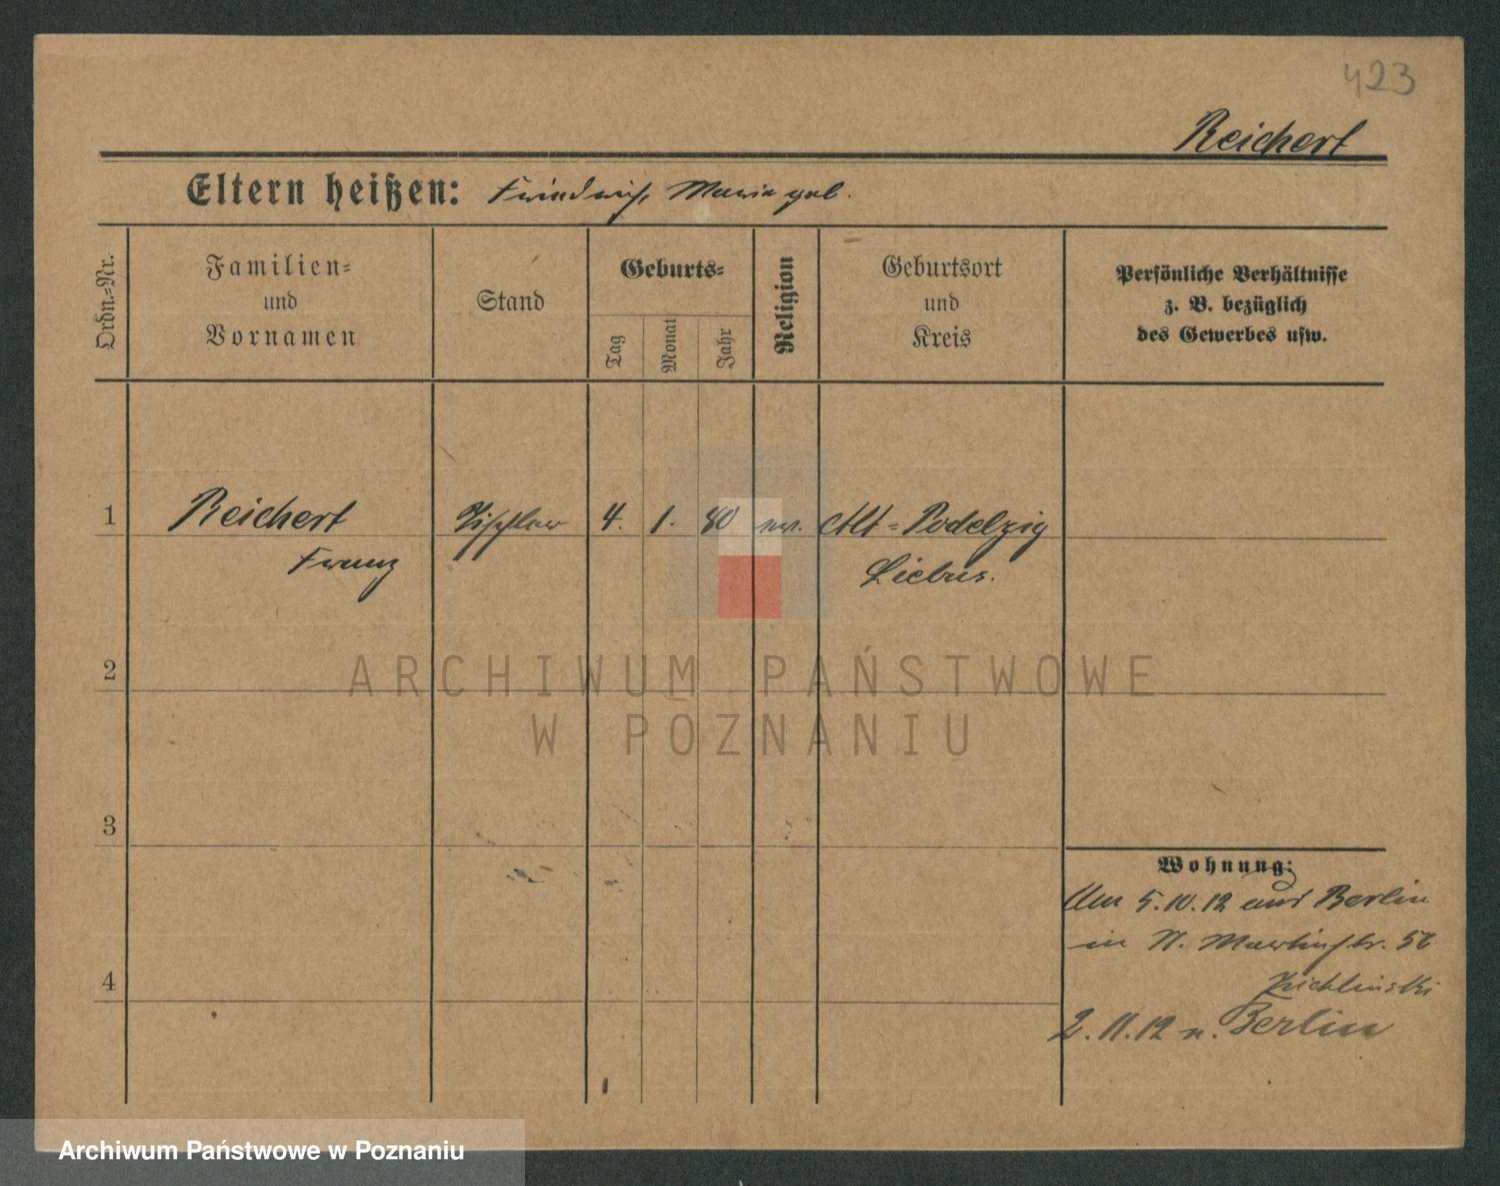 423
Reichert
Eltern heißen: Friedrich, Marie geb.
Ordn.-Nr.
Familien-
und
Vornamen
Stand
Geburts-
Tag
Monat
Jahr
Religion
Geburtsort
und
Kreis
Persönliche Verhältnisse
z. B. bezüglich
des Gewerbes usw.
1 Reichert Tischler 4. 1. 80 ev. Alt-Podelzig
Franz Liebus.
2
ARCHIWUM PAŃSTWOWE
W POZNANIU
3
Wohnung:
Am 5.10.12 aus Berlin
in St. Martinstr. 56
4
2.11.12 n. Berlin
Archiwum Państwowe w Poznaniu